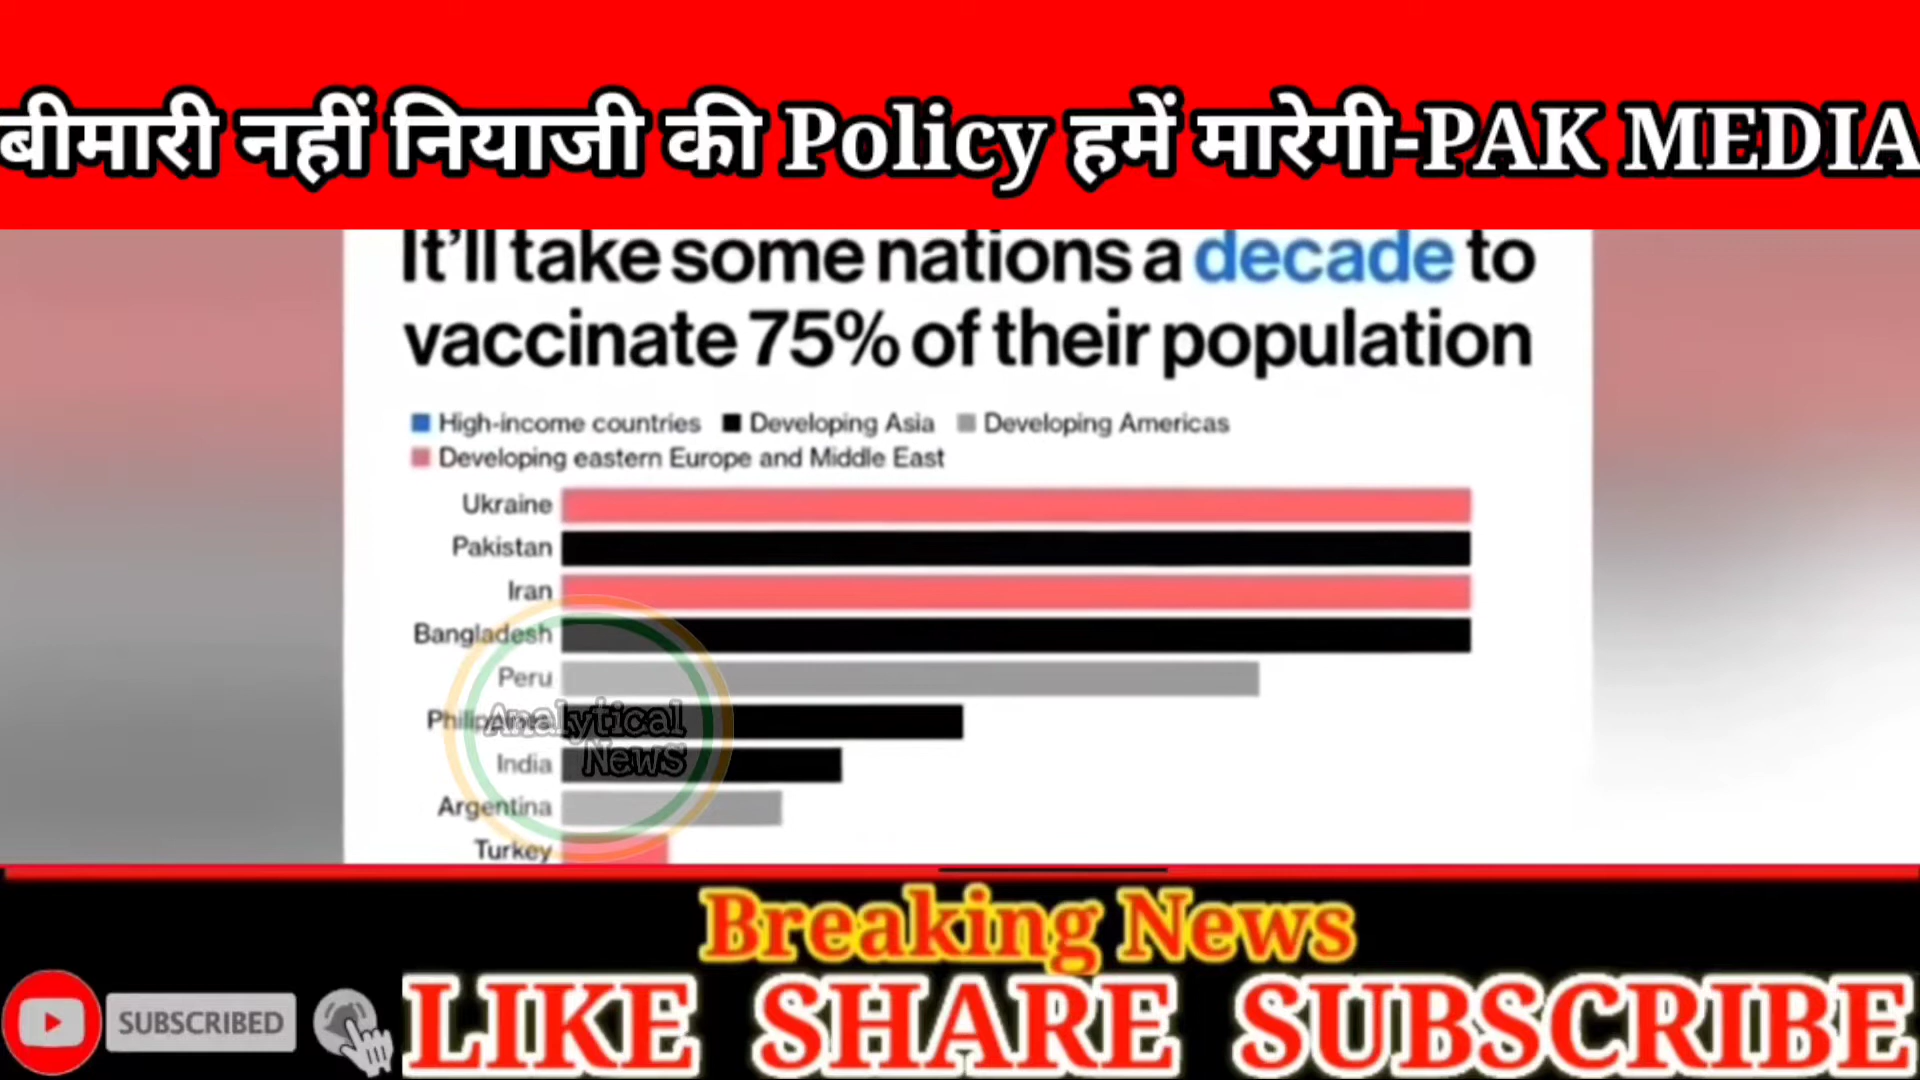 बीमारी नहीं नियाजी की Policy हमें मारेगी-PAK MEDIA
It'll take some nations a decade to
vaccinate 75% of their population
High-income countries Developing Asia Developing Americas
Developing eastern Europe and Middle East
Ukraine
Pakistan
Iran
Bangladesh
Peru
Philippines
India
Argentina
Turkey
Analytical
News
Breaking News
SUBSCRIBED
LIKE SHARE SUBSCRIBE